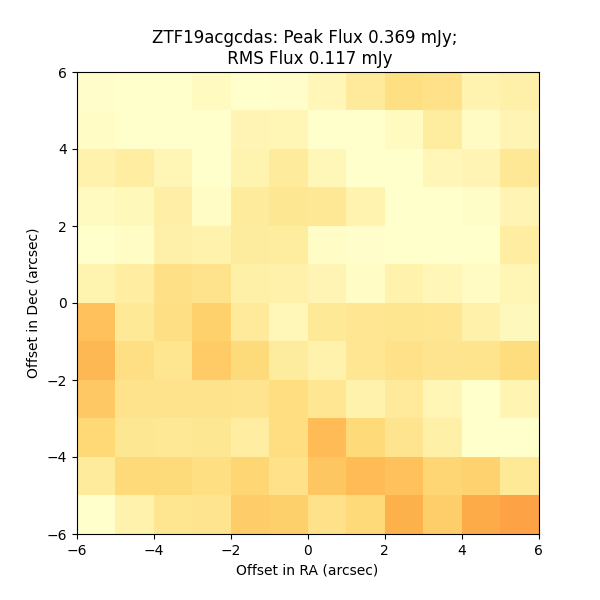 ZTF19acgcdas: Peak Flux 0.369 mJy;
RMS Flux 0.117 mJy
6
4
2
0
−2
−4
−6
Offset in Dec (arcsec)
−6 −4 −2 0 2 4 6
Offset in RA (arcsec)